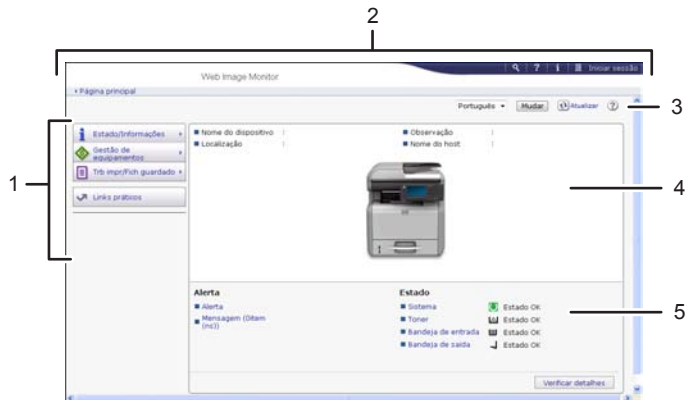 2
Web Image Monitor
? i Iniciar sessão
Página principal
Português Mudar Atualizar ? 3
1
i Estado/Informações
Gestão de equipamentos
Trb impr/Fich guardado
Links práticos
Nome do dispositivo :
Localização :
Observação :
Nome do host :
4
Alerta
Alerta
Mensagem (0item (ns))
Estado
Sistema Estado OK
Toner Estado OK
Bandeja de entrada Estado OK
Bandeja de saída Estado OK
5
Verificar detalhes